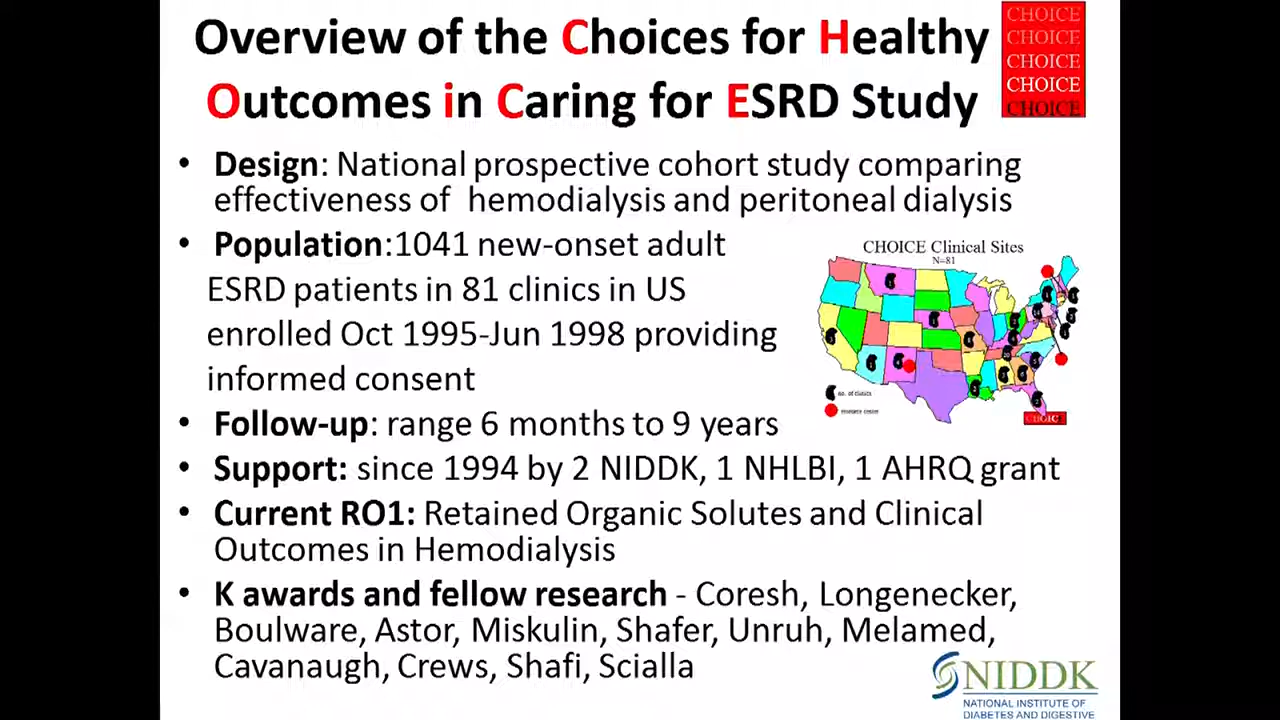 Overview of the Choices for Healthy
Outcomes in Caring for ESRD Study
CHOICE
CHOICE
CHOICE
CHOICE
CHOICE
• Design: National prospective cohort study comparing
effectiveness of hemodialysis and peritoneal dialysis
• Population:1041 new-onset adult
ESRD patients in 81 clinics in US
enrolled Oct 1995-Jun 1998 providing
informed consent
CHOICE Clinical Sites
N=81
no. of clinics
CHOICE
• Follow-up: range 6 months to 9 years
• Support: since 1994 by 2 NIDDK, 1 NHLBI, 1 AHRQ grant
• Current RO1: Retained Organic Solutes and Clinical
Outcomes in Hemodialysis
• K awards and fellow research - Coresh, Longenecker,
Boulware, Astor, Miskulin, Shafer, Unruh, Melamed,
Cavanaugh, Crews, Shafi, Scialla
NIDDK
NATIONAL INSTITUTE OF
DIABETES AND DIGESTIVE